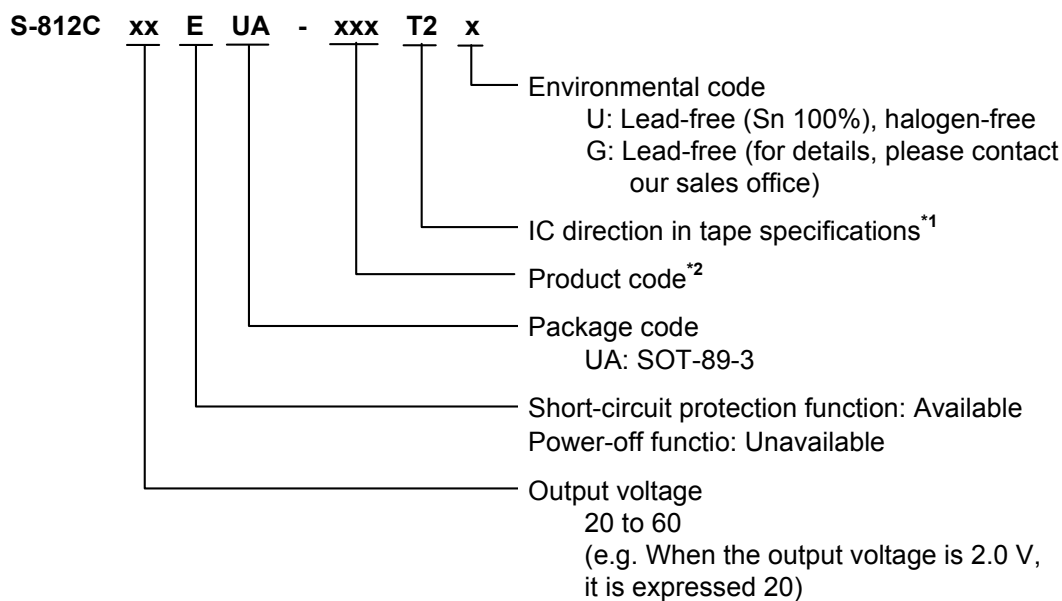 S-812C xx E UA - xxx T2 x
Environmental code
U: Lead-free (Sn 100%), halogen-free
G: Lead-free (for details, please contact
our sales office)
IC direction in tape specifications*1
Product code*2
Package code
UA: SOT-89-3
Short-circuit protection function: Available
Power-off functio: Unavailable
Output voltage
20 to 60
(e.g. When the output voltage is 2.0 V,
it is expressed 20)